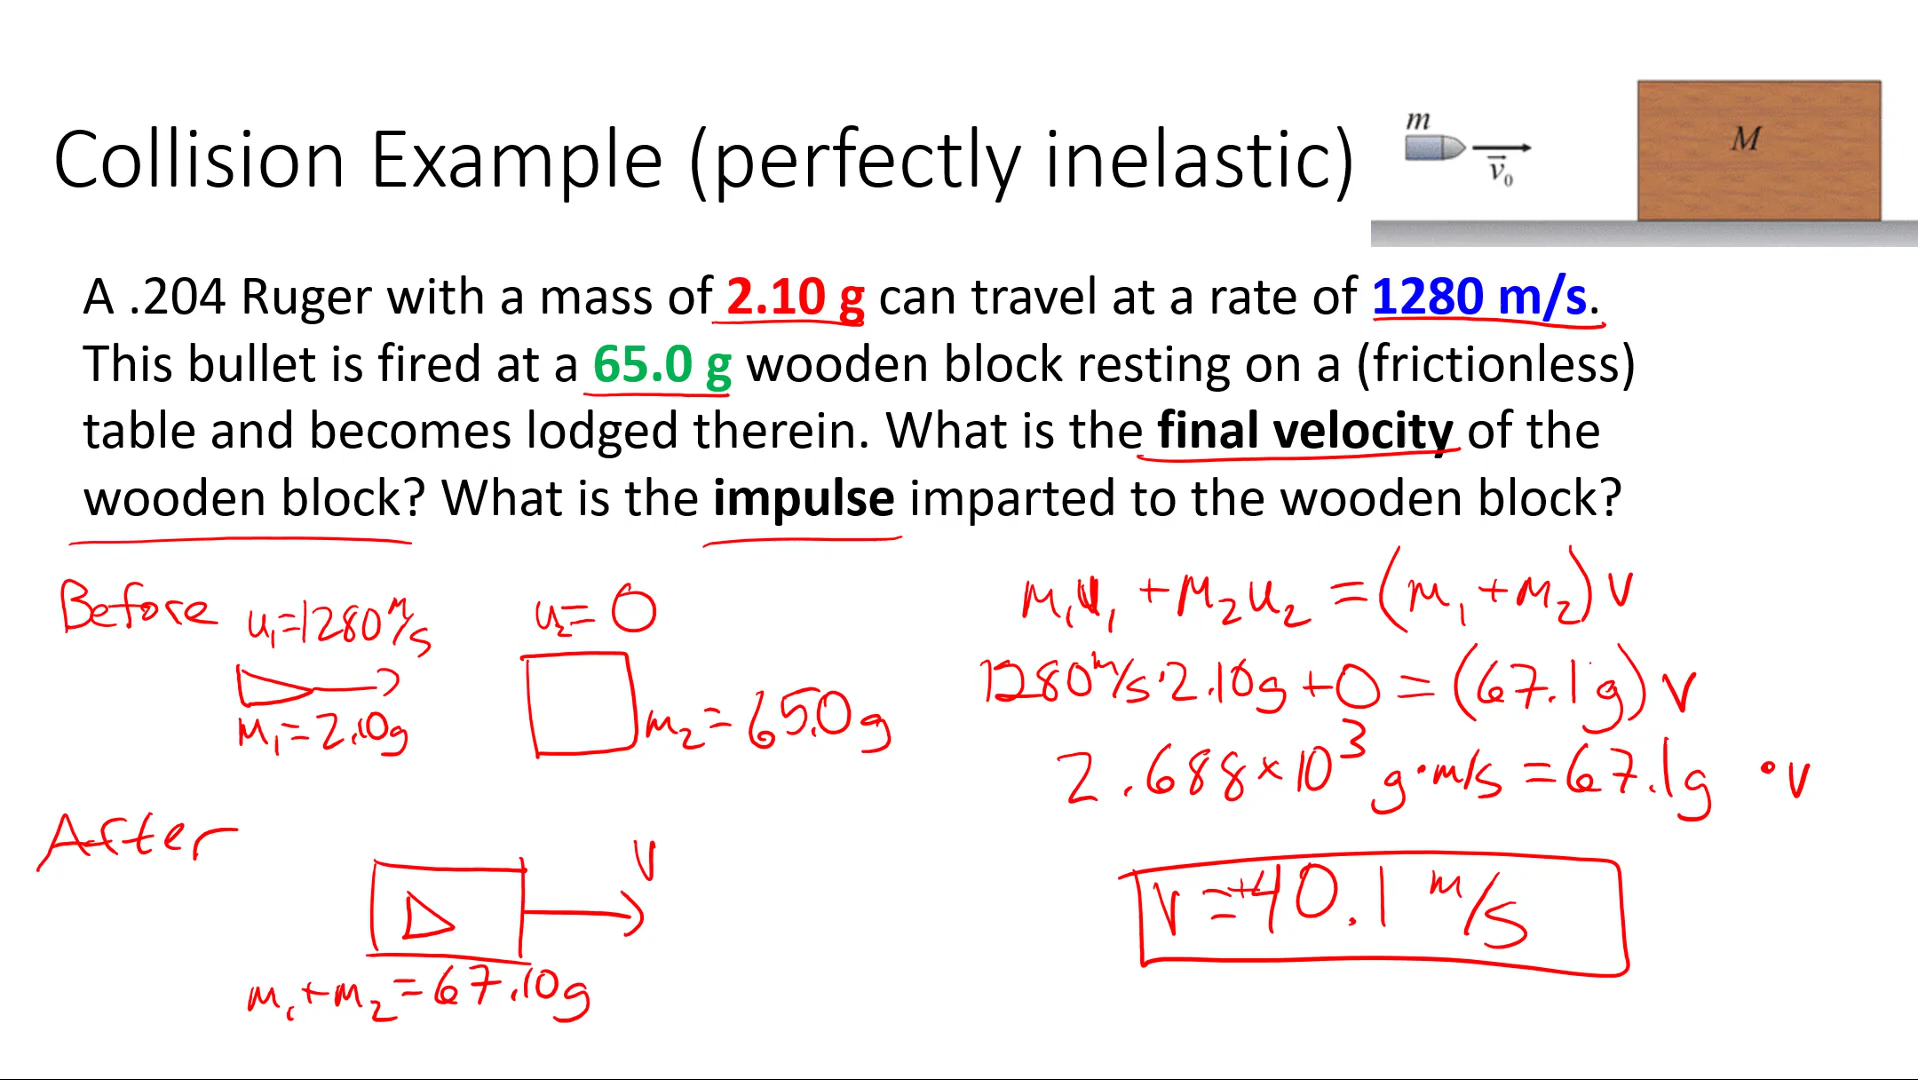 Collision Example (perfectly inelastic)
m
v₀
M
A .204 Ruger with a mass of 2.10 g can travel at a rate of 1280 m/s.
This bullet is fired at a 65.0 g wooden block resting on a (frictionless)
table and becomes lodged therein. What is the final velocity of the
wooden block? What is the impulse imparted to the wooden block?
Before
u₁=1280 m/s
m₁=2.10g
u₂= 0
m₂ = 65.0g
After
v
m₁+m₂ = 67.10g
m₁u₁ + m₂u₂ = (m₁+m₂) v
1280 m/s · 2.10g + 0 = (67.1g) v
2.688×10³ g·m/s = 67.1g · v
v = +40.1 m/s